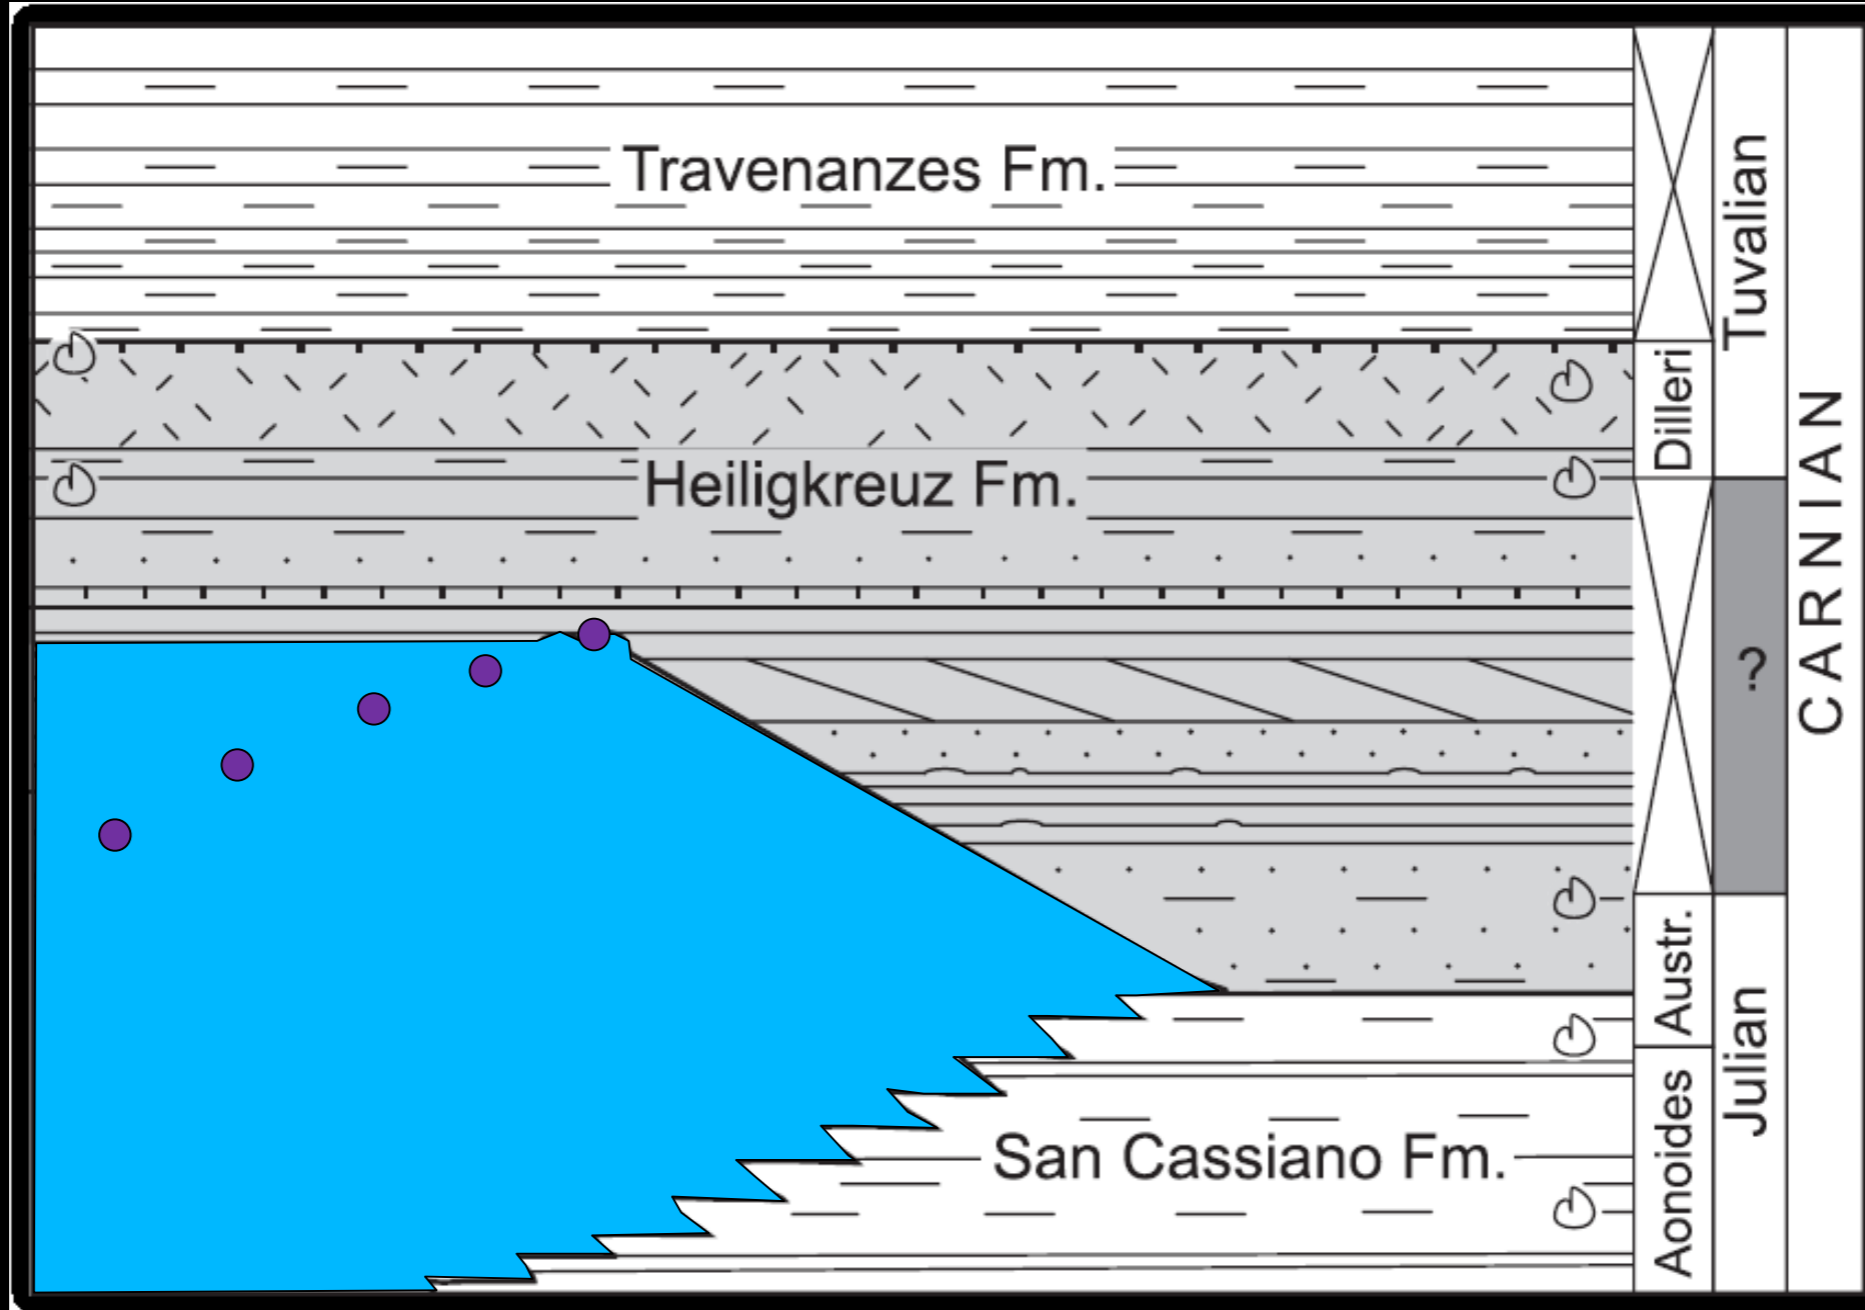 Travenanzes Fm.
Heiligkreuz Fm.
San Cassiano Fm.
Dilleri
Austr.
Aonoides
Tuvalian
?
Julian
CARNIAN